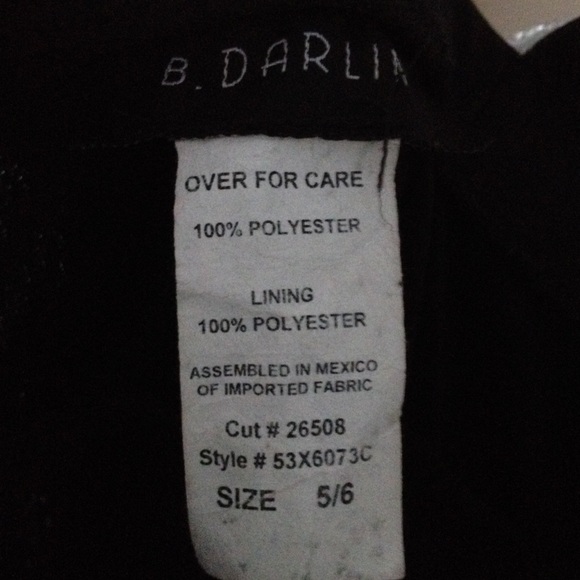 B. DARLIN
OVER FOR CARE
100% POLYESTER
LINING
100% POLYESTER
ASSEMBLED IN MEXICO
OF IMPORTED FABRIC
Cut # 26508
Style # 53X6073C
SIZE 5/6